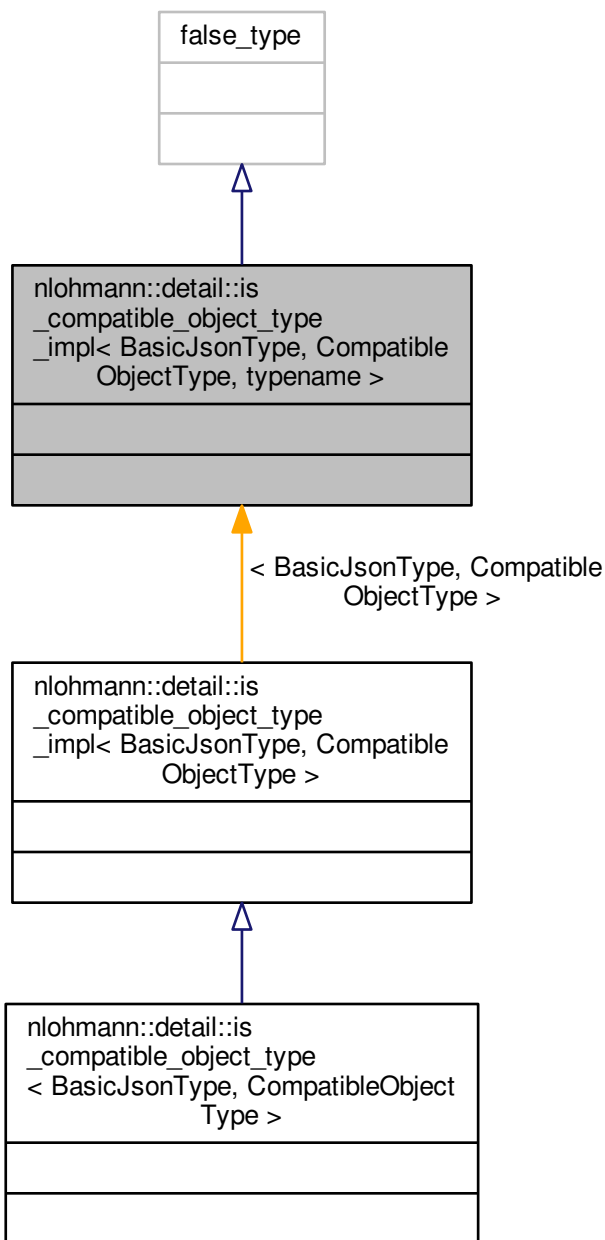 false_type
nlohmann::detail::is
_compatible_object_type
_impl< BasicJsonType, Compatible
ObjectType, typename >
< BasicJsonType, Compatible
ObjectType >
nlohmann::detail::is
_compatible_object_type
_impl< BasicJsonType, Compatible
ObjectType >
nlohmann::detail::is
_compatible_object_type
< BasicJsonType, CompatibleObject
Type >